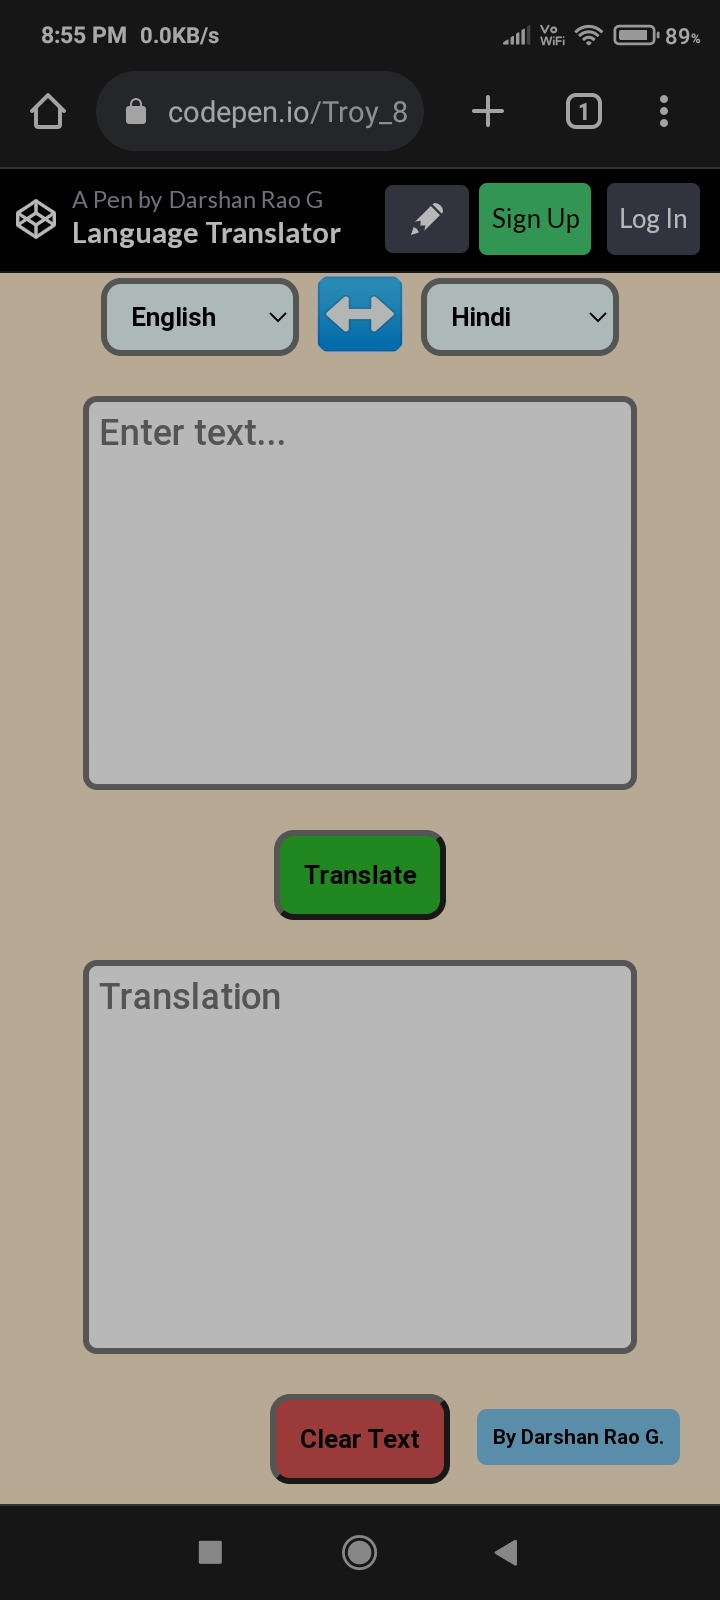 8:55 PM 0.0KB/s Vo WiFi 89%
codepen.io/Troy_8 1
A Pen by Darshan Rao G
Language Translator
Sign Up Log In
English Hindi
Enter text...
Translate
Translation
Clear Text By Darshan Rao G.